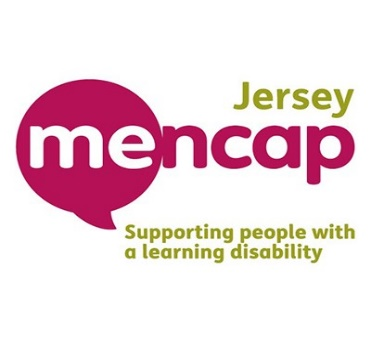 Jersey
mencap
Supporting people with
a learning disability